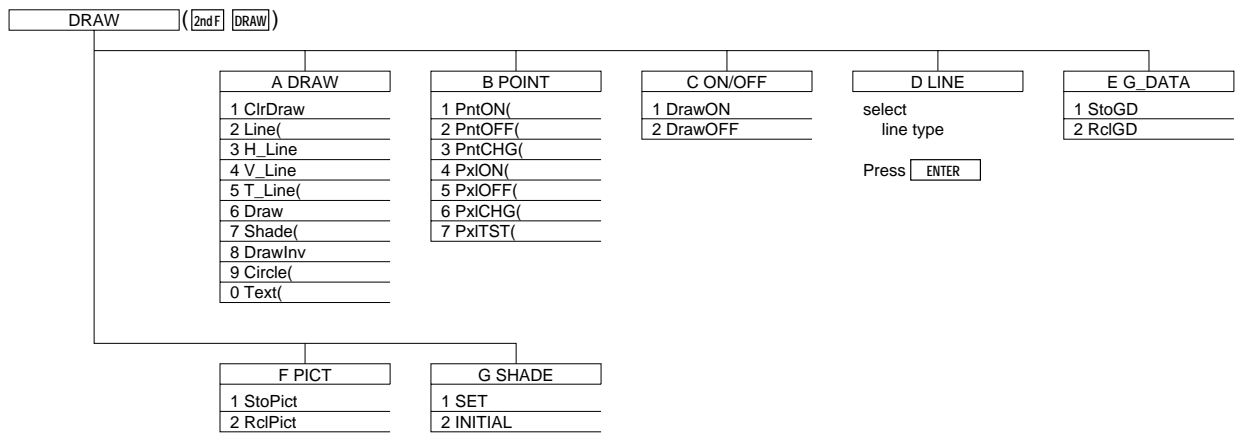 DRAW (2nd F DRAW)
A DRAW
1 ClrDraw
2 Line(
3 H_Line
4 V_Line
5 T_Line(
6 Draw
7 Shade(
8 DrawInv
9 Circle(
0 Text(
B POINT
1 PntON(
2 PntOFF(
3 PntCHG(
4 PxlON(
5 PxlOFF(
6 PxlCHG(
7 PxlTST(
C ON/OFF
1 DrawON
2 DrawOFF
D LINE
select
line type
Press ENTER
E G_DATA
1 StoGD
2 RclGD
F PICT
1 StoPict
2 RclPict
G SHADE
1 SET
2 INITIAL